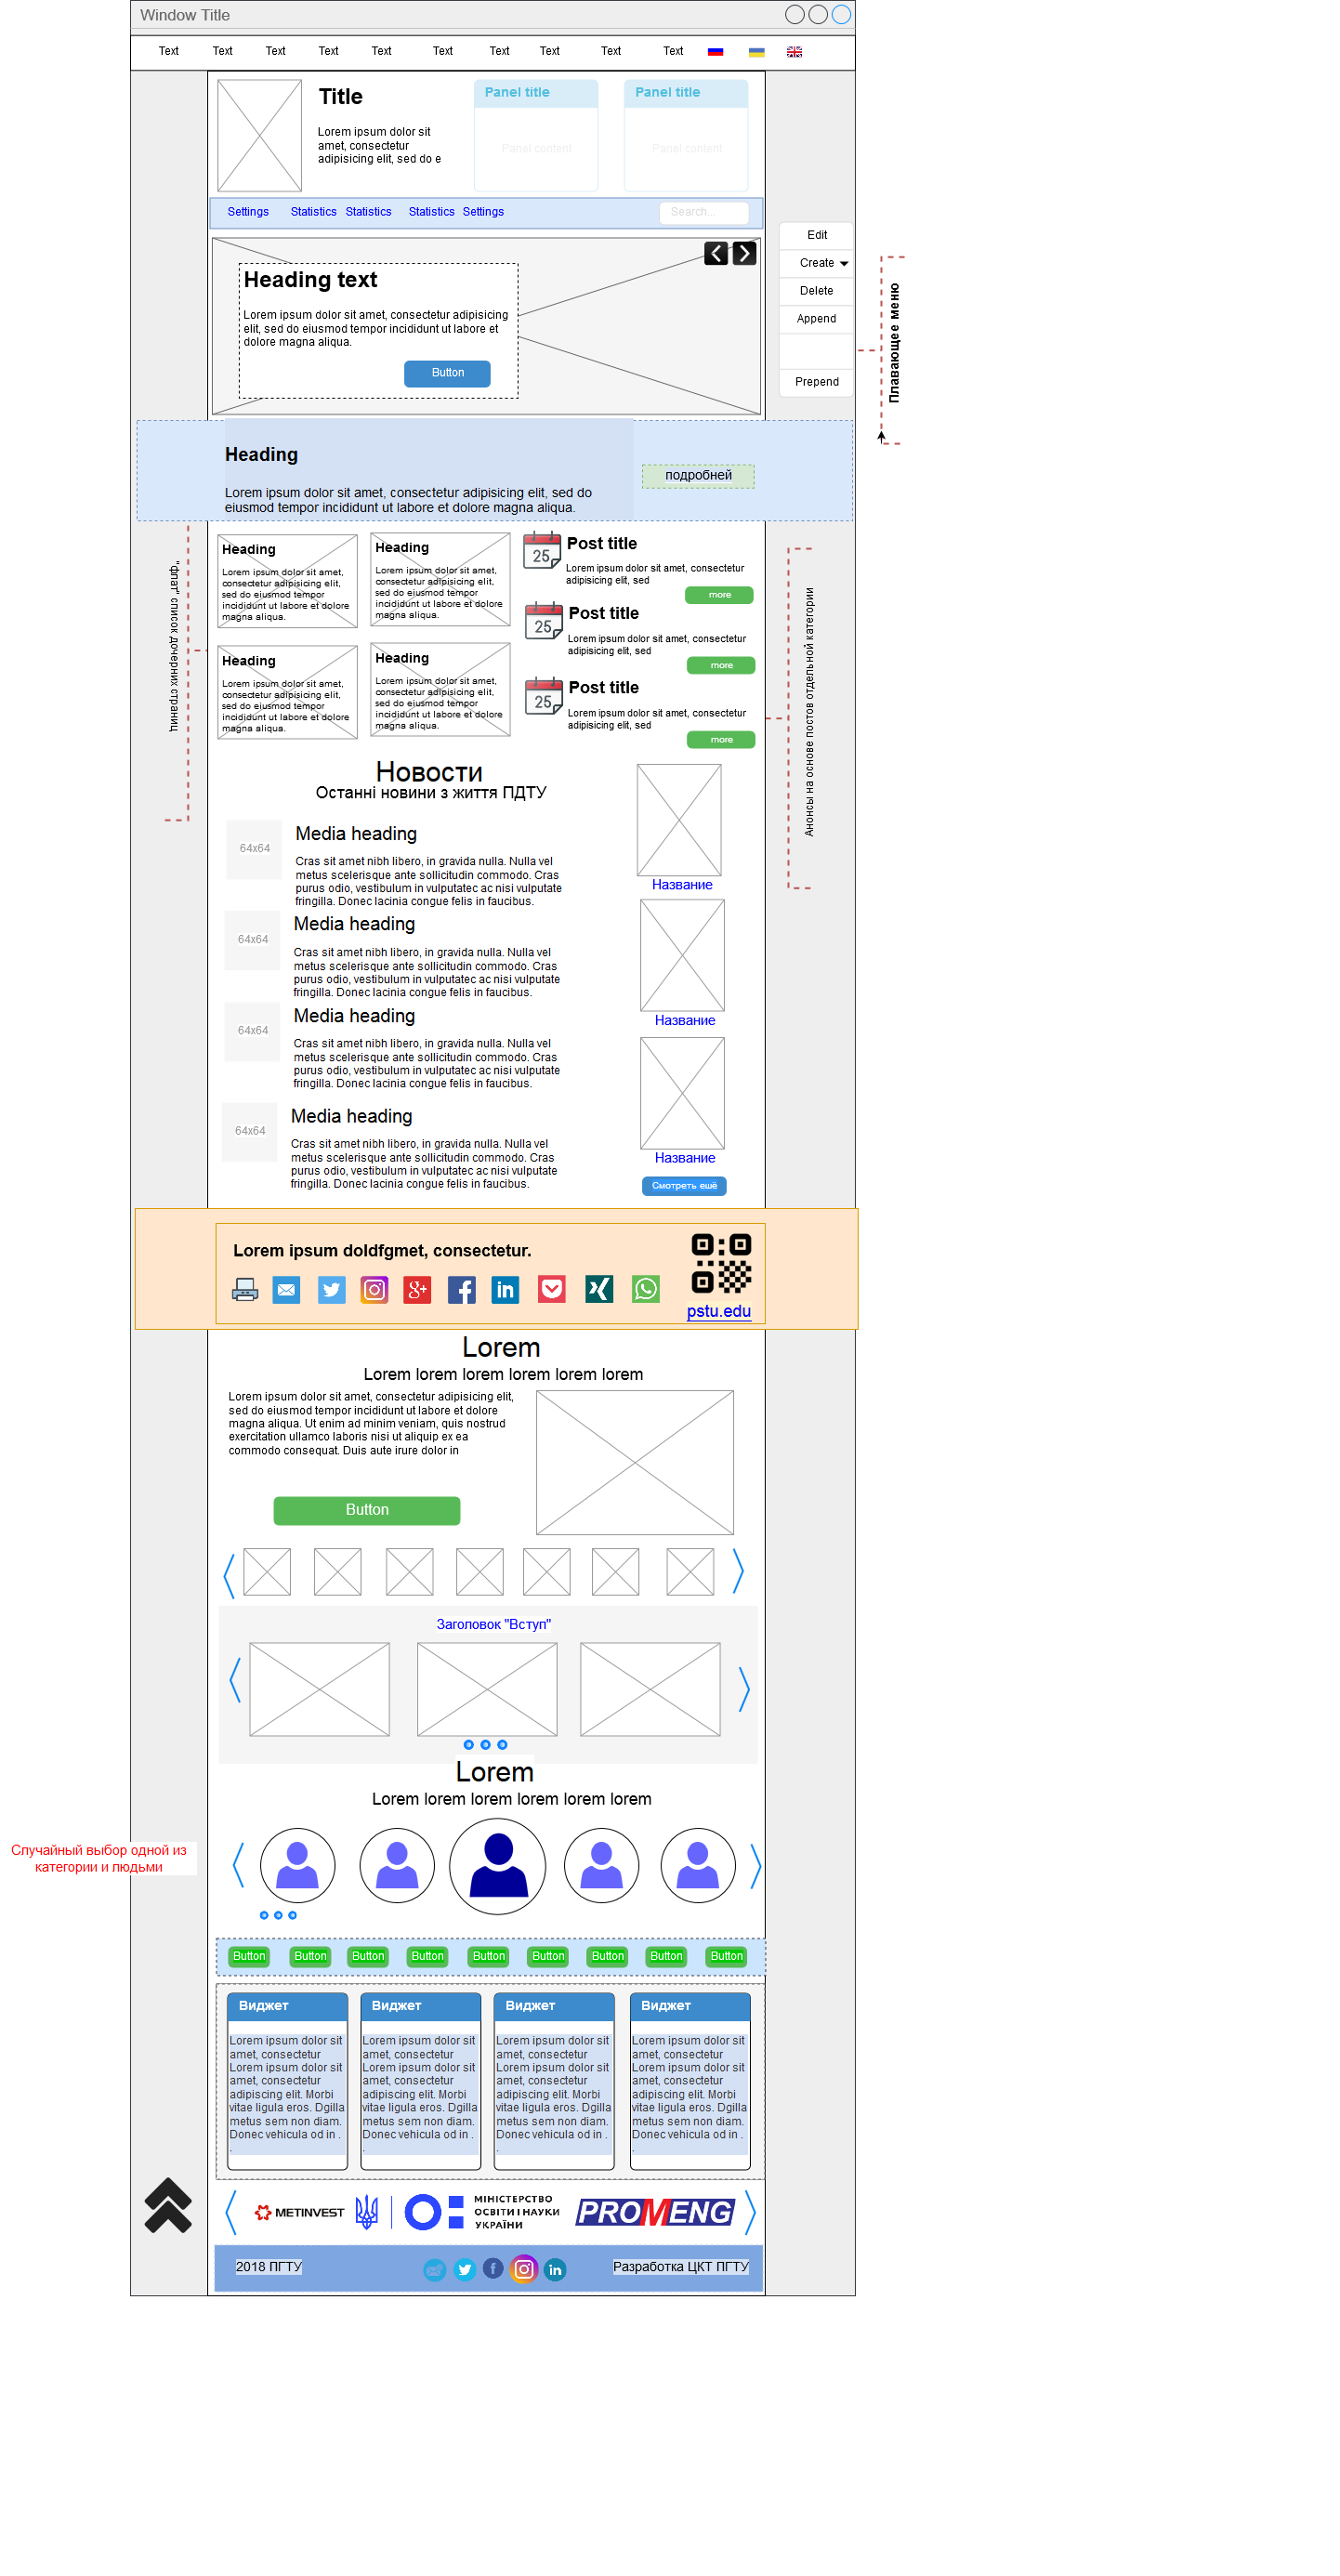 Window Title
Text Text Text Text Text Text Text Text Text Text
Title
Lorem ipsum dolor sit
amet, consectetur
adipisicing elit, sed do e
Panel title
Panel content
Panel title
Panel content
Settings Statistics Statistics Statistics Settings
Search...
Edit
Create
Delete
Append
Prepend
Плавающее меню
Heading text
Lorem ipsum dolor sit amet, consectetur adipisicing
elit, sed do eiusmod tempor incididunt ut labore et
dolore magna aliqua.
Button
Heading
Lorem ipsum dolor sit amet, consectetur adipisicing elit, sed do
eiusmod tempor incididunt ut labore et dolore magna aliqua.
подробней
"флат" список дочерних страниц
Heading
Lorem ipsum dolor sit amet,
consectetur adipisicing elit,
sed do eiusmod tempor
incididunt ut labore et dolore
magna aliqua.
Heading
Lorem ipsum dolor sit amet,
consectetur adipisicing elit,
sed do eiusmod tempor
incididunt ut labore et dolore
magna aliqua.
Heading
Lorem ipsum dolor sit amet,
consectetur adipisicing elit,
sed do eiusmod tempor
incididunt ut labore et dolore
magna aliqua.
Heading
Lorem ipsum dolor sit amet,
consectetur adipisicing elit,
sed do eiusmod tempor
incididunt ut labore et dolore
magna aliqua.
25
Post title
Lorem ipsum dolor sit amet, consectetur
adipisicing elit, sed
more
25
Post title
Lorem ipsum dolor sit amet, consectetur
adipisicing elit, sed
more
25
Post title
Lorem ipsum dolor sit amet, consectetur
adipisicing elit, sed
more
Анонсы на основе постов отдельной категории
Новости
Останні новини з життя ПДТУ
64x64
Media heading
Cras sit amet nibh libero, in gravida nulla. Nulla vel
metus scelerisque ante sollicitudin commodo. Cras
purus odio, vestibulum in vulputatec ac nisi vulputate
fringilla. Donec lacinia congue felis in faucibus.
64x64
Media heading
Cras sit amet nibh libero, in gravida nulla. Nulla vel
metus scelerisque ante sollicitudin commodo. Cras
purus odio, vestibulum in vulputatec ac nisi vulputate
fringilla. Donec lacinia congue felis in faucibus.
64x64
Media heading
Cras sit amet nibh libero, in gravida nulla. Nulla vel
metus scelerisque ante sollicitudin commodo. Cras
purus odio, vestibulum in vulputatec ac nisi vulputate
fringilla. Donec lacinia congue felis in faucibus.
64x64
Media heading
Cras sit amet nibh libero, in gravida nulla. Nulla vel
metus scelerisque ante sollicitudin commodo. Cras
purus odio, vestibulum in vulputatec ac nisi vulputate
fringilla. Donec lacinia congue felis in faucibus.
Название
Название
Название
Смотреть ешё
Lorem ipsum doldfgmet, consectetur.
pstu.edu
Lorem
Lorem lorem lorem lorem lorem lorem
Lorem ipsum dolor sit amet, consectetur adipisicing elit,
sed do eiusmod tempor incididunt ut labore et dolore
magna aliqua. Ut enim ad minim veniam, quis nostrud
exercitation ullamco laboris nisi ut aliquip ex ea
commodo consequat. Duis aute irure dolor in
Button
Заголовок "Вступ"
Lorem
Lorem lorem lorem lorem lorem lorem
Случайный выбор одной из
категории и людьми
Button Button Button Button Button Button Button Button Button
Виджет
Lorem ipsum dolor sit
amet, consectetur
Lorem ipsum dolor sit
amet, consectetur
adipiscing elit. Morbi
vitae ligula eros. Dgilla
metus sem non diam.
Donec vehicula od in .
.
Виджет
Lorem ipsum dolor sit
amet, consectetur
Lorem ipsum dolor sit
amet, consectetur
adipiscing elit. Morbi
vitae ligula eros. Dgilla
metus sem non diam.
Donec vehicula od in .
.
Виджет
Lorem ipsum dolor sit
amet, consectetur
Lorem ipsum dolor sit
amet, consectetur
adipiscing elit. Morbi
vitae ligula eros. Dgilla
metus sem non diam.
Donec vehicula od in .
.
Виджет
Lorem ipsum dolor sit
amet, consectetur
Lorem ipsum dolor sit
amet, consectetur
adipiscing elit. Morbi
vitae ligula eros. Dgilla
metus sem non diam.
Donec vehicula od in .
.
METINVEST
МІНІСТЕРСТВО
ОСВІТИ І НАУКИ
УКРАЇНИ
PROMENG
2018 ПГТУ
Разработка ЦКТ ПГТУ